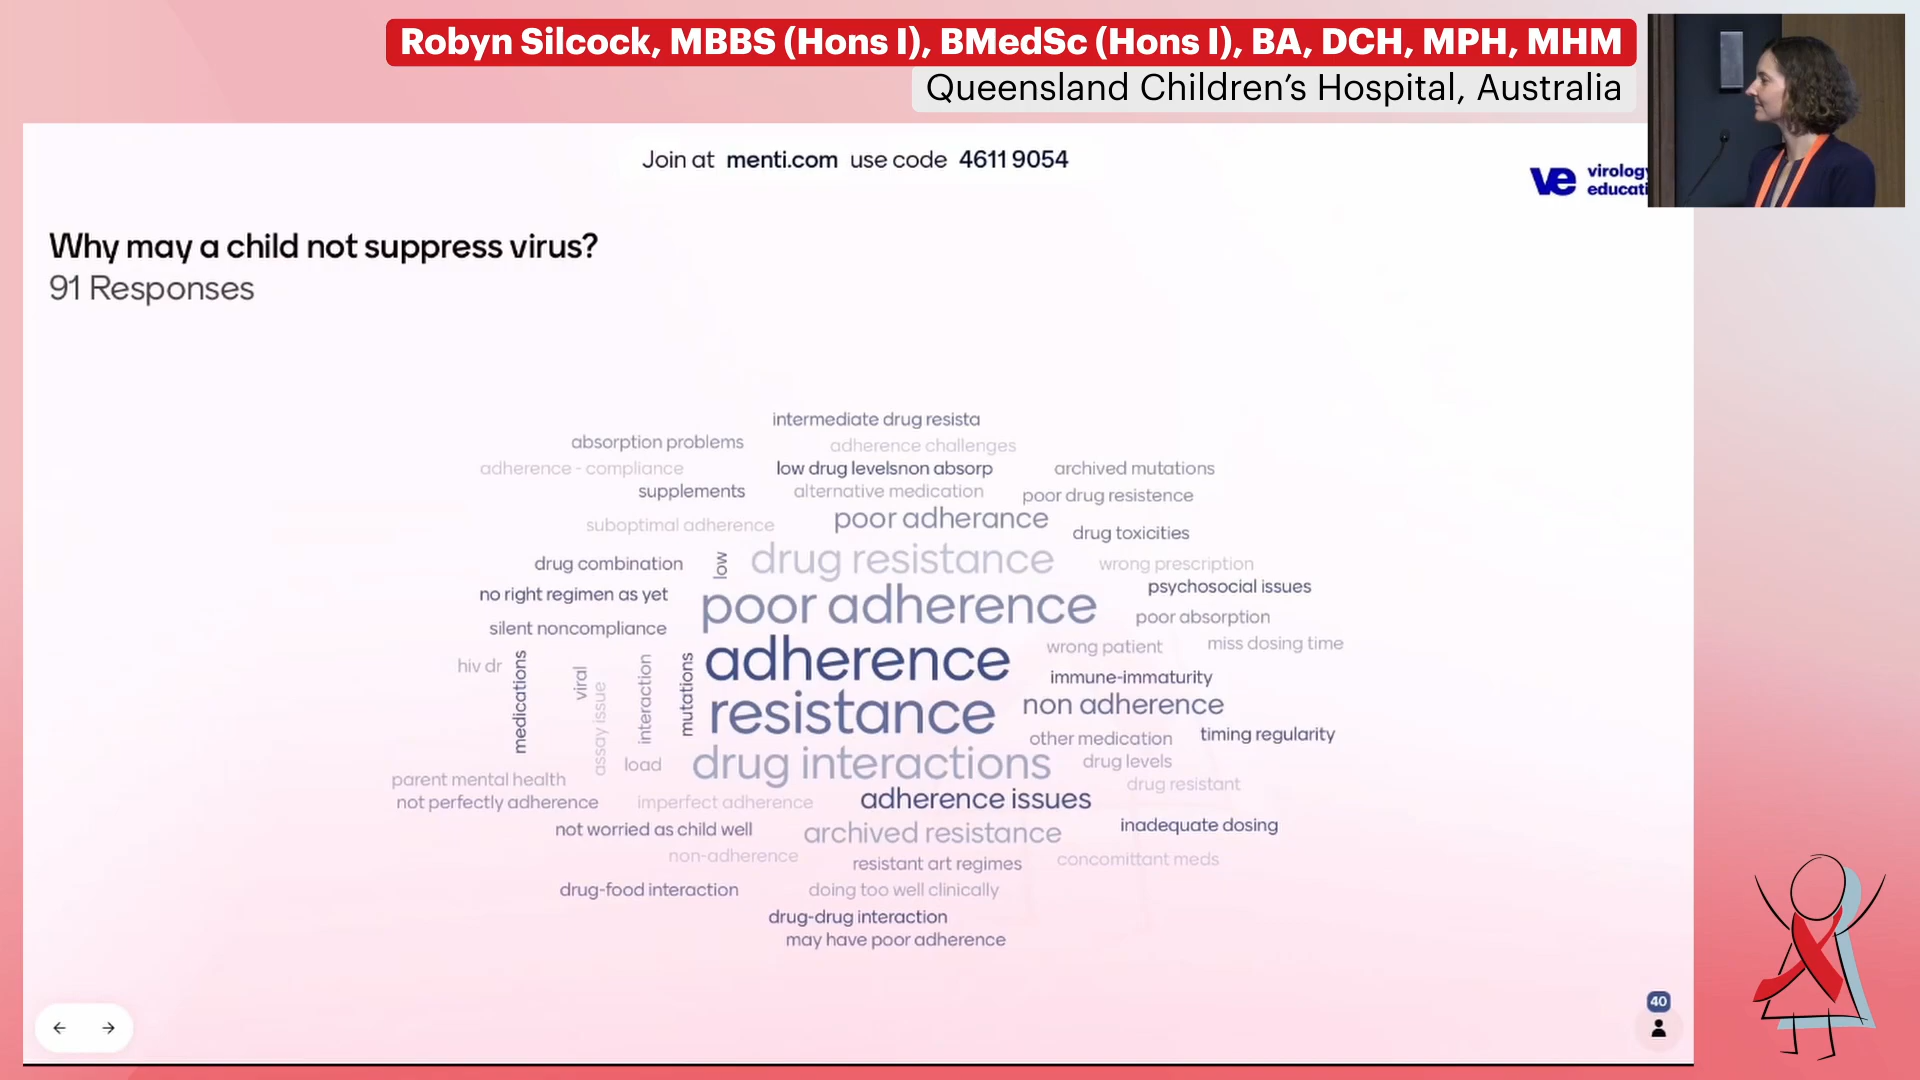 Robyn Silcock, MBBS (Hons I), BMedSc (Hons I), BA, DCH, MPH, MHM
Queensland Children's Hospital, Australia
Join at menti.com use code 4611 9054
ve virology
educati
Why may a child not suppress virus?
91 Responses
intermediate drug resista
absorption problems
adherence challenges
adherence - compliance
low drug levelsnon absorp
archived mutations
supplements
alternative medication
poor drug resistence
suboptimal adherence
poor adherance
drug toxicities
drug combination
low
drug resistance
wrong prescription
no right regimen as yet
poor adherence
psychosocial issues
silent noncompliance
poor absorption
hiv dr
medications
viral
assay issue
interaction
mutations
adherence
wrong patient
miss dosing time
immune-immaturity
resistance
non adherence
load
drug interactions
other medication
timing regularity
drug levels
parent mental health
drug resistant
not perfectly adherence
imperfect adherence
adherence issues
not worried as child well
archived resistance
inadequate dosing
non-adherence
resistant art regimes
concomittant meds
drug-food interaction
doing too well clinically
drug-drug interaction
may have poor adherence
40